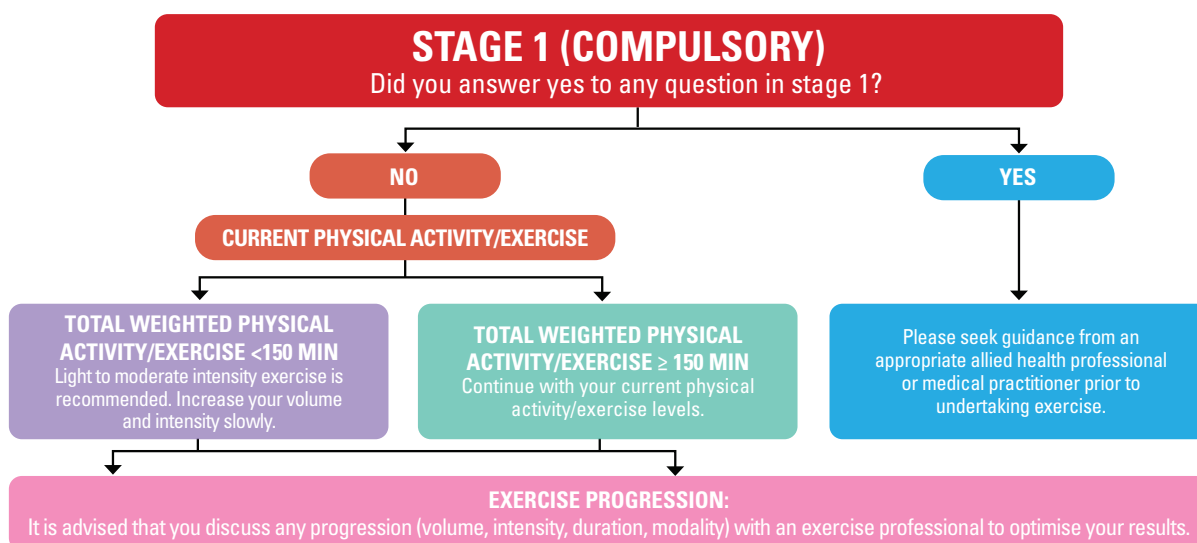 STAGE 1 (COMPULSORY)
Did you answer yes to any question in stage 1?
NO
YES
CURRENT PHYSICAL ACTIVITY/EXERCISE
TOTAL WEIGHTED PHYSICAL
ACTIVITY/EXERCISE <150 MIN
Light to moderate intensity exercise is
recommended. Increase your volume
and intensity slowly.
TOTAL WEIGHTED PHYSICAL
ACTIVITY/EXERCISE ≥ 150 MIN
Continue with your current physical
activity/exercise levels.
Please seek guidance from an
appropriate allied health professional
or medical practitioner prior to
undertaking exercise.
EXERCISE PROGRESSION:
It is advised that you discuss any progression (volume, intensity, duration, modality) with an exercise professional to optimise your results.